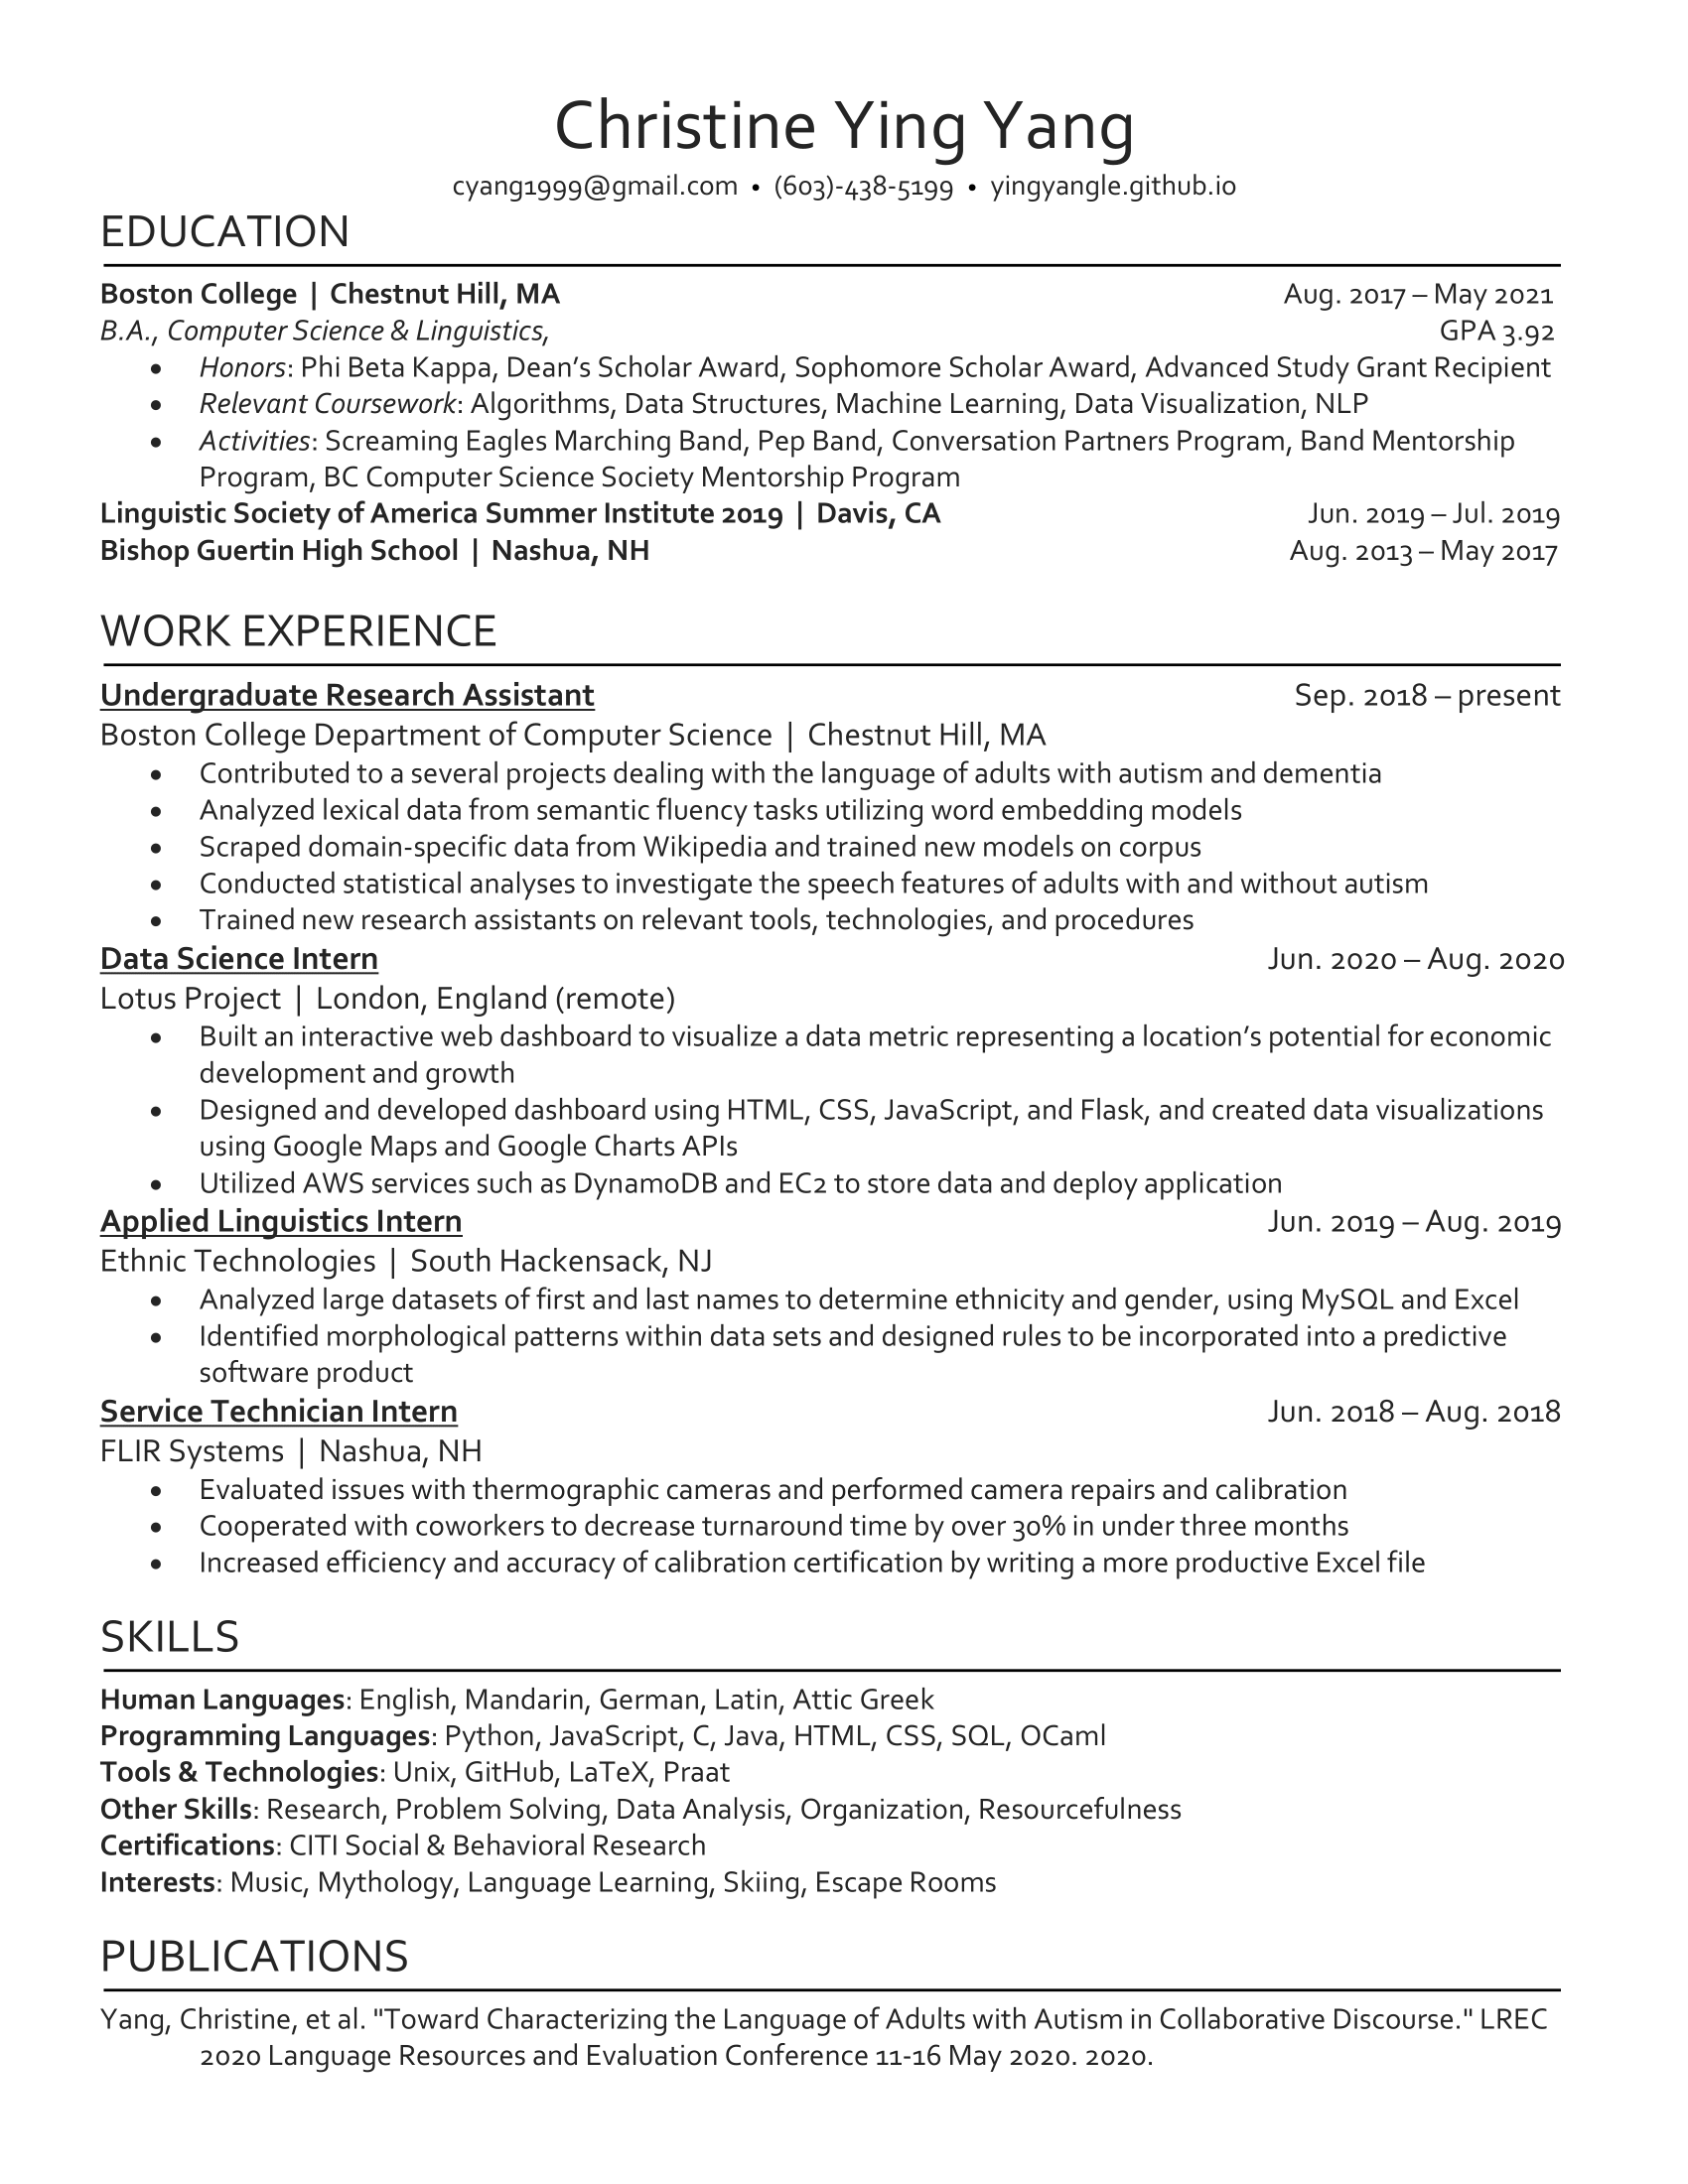 Christine Ying Yang
cyang1999@gmail.com • (603)-438-5199 • yingyangle.github.io
EDUCATION
Boston College | Chestnut Hill, MA Aug. 2017 – May 2021
B.A., Computer Science & Linguistics, GPA 3.92
• Honors: Phi Beta Kappa, Dean’s Scholar Award, Sophomore Scholar Award, Advanced Study Grant Recipient
• Relevant Coursework: Algorithms, Data Structures, Machine Learning, Data Visualization, NLP
• Activities: Screaming Eagles Marching Band, Pep Band, Conversation Partners Program, Band Mentorship
Program, BC Computer Science Society Mentorship Program
Linguistic Society of America Summer Institute 2019 | Davis, CA Jun. 2019 – Jul. 2019
Bishop Guertin High School | Nashua, NH Aug. 2013 – May 2017
WORK EXPERIENCE
Undergraduate Research Assistant Sep. 2018 – present
Boston College Department of Computer Science | Chestnut Hill, MA
• Contributed to a several projects dealing with the language of adults with autism and dementia
• Analyzed lexical data from semantic fluency tasks utilizing word embedding models
• Scraped domain-specific data from Wikipedia and trained new models on corpus
• Conducted statistical analyses to investigate the speech features of adults with and without autism
• Trained new research assistants on relevant tools, technologies, and procedures
Data Science Intern Jun. 2020 – Aug. 2020
Lotus Project | London, England (remote)
• Built an interactive web dashboard to visualize a data metric representing a location’s potential for economic
development and growth
• Designed and developed dashboard using HTML, CSS, JavaScript, and Flask, and created data visualizations
using Google Maps and Google Charts APIs
• Utilized AWS services such as DynamoDB and EC2 to store data and deploy application
Applied Linguistics Intern Jun. 2019 – Aug. 2019
Ethnic Technologies | South Hackensack, NJ
• Analyzed large datasets of first and last names to determine ethnicity and gender, using MySQL and Excel
• Identified morphological patterns within data sets and designed rules to be incorporated into a predictive
software product
Service Technician Intern Jun. 2018 – Aug. 2018
FLIR Systems | Nashua, NH
• Evaluated issues with thermographic cameras and performed camera repairs and calibration
• Cooperated with coworkers to decrease turnaround time by over 30% in under three months
• Increased efficiency and accuracy of calibration certification by writing a more productive Excel file
SKILLS
Human Languages: English, Mandarin, German, Latin, Attic Greek
Programming Languages: Python, JavaScript, C, Java, HTML, CSS, SQL, OCaml
Tools & Technologies: Unix, GitHub, LaTeX, Praat
Other Skills: Research, Problem Solving, Data Analysis, Organization, Resourcefulness
Certifications: CITI Social & Behavioral Research
Interests: Music, Mythology, Language Learning, Skiing, Escape Rooms
PUBLICATIONS
Yang, Christine, et al. "Toward Characterizing the Language of Adults with Autism in Collaborative Discourse." LREC
2020 Language Resources and Evaluation Conference 11-16 May 2020. 2020.